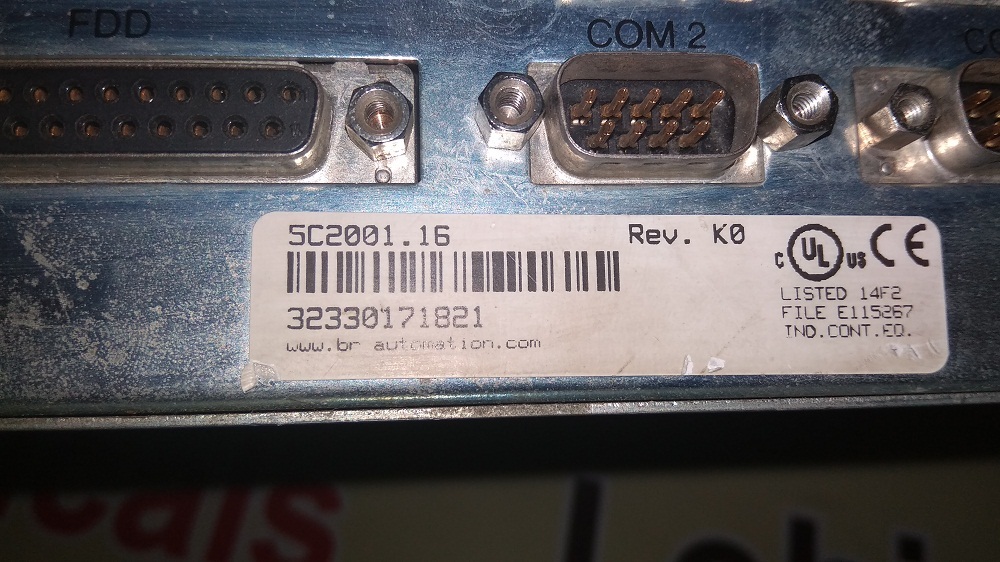 FDD
COM 2
5C2001.16
Rev. K0
32330171821
www.br automation.com
C UL US CE
LISTED 14F2
FILE E115267
IND.CONT.EQ.